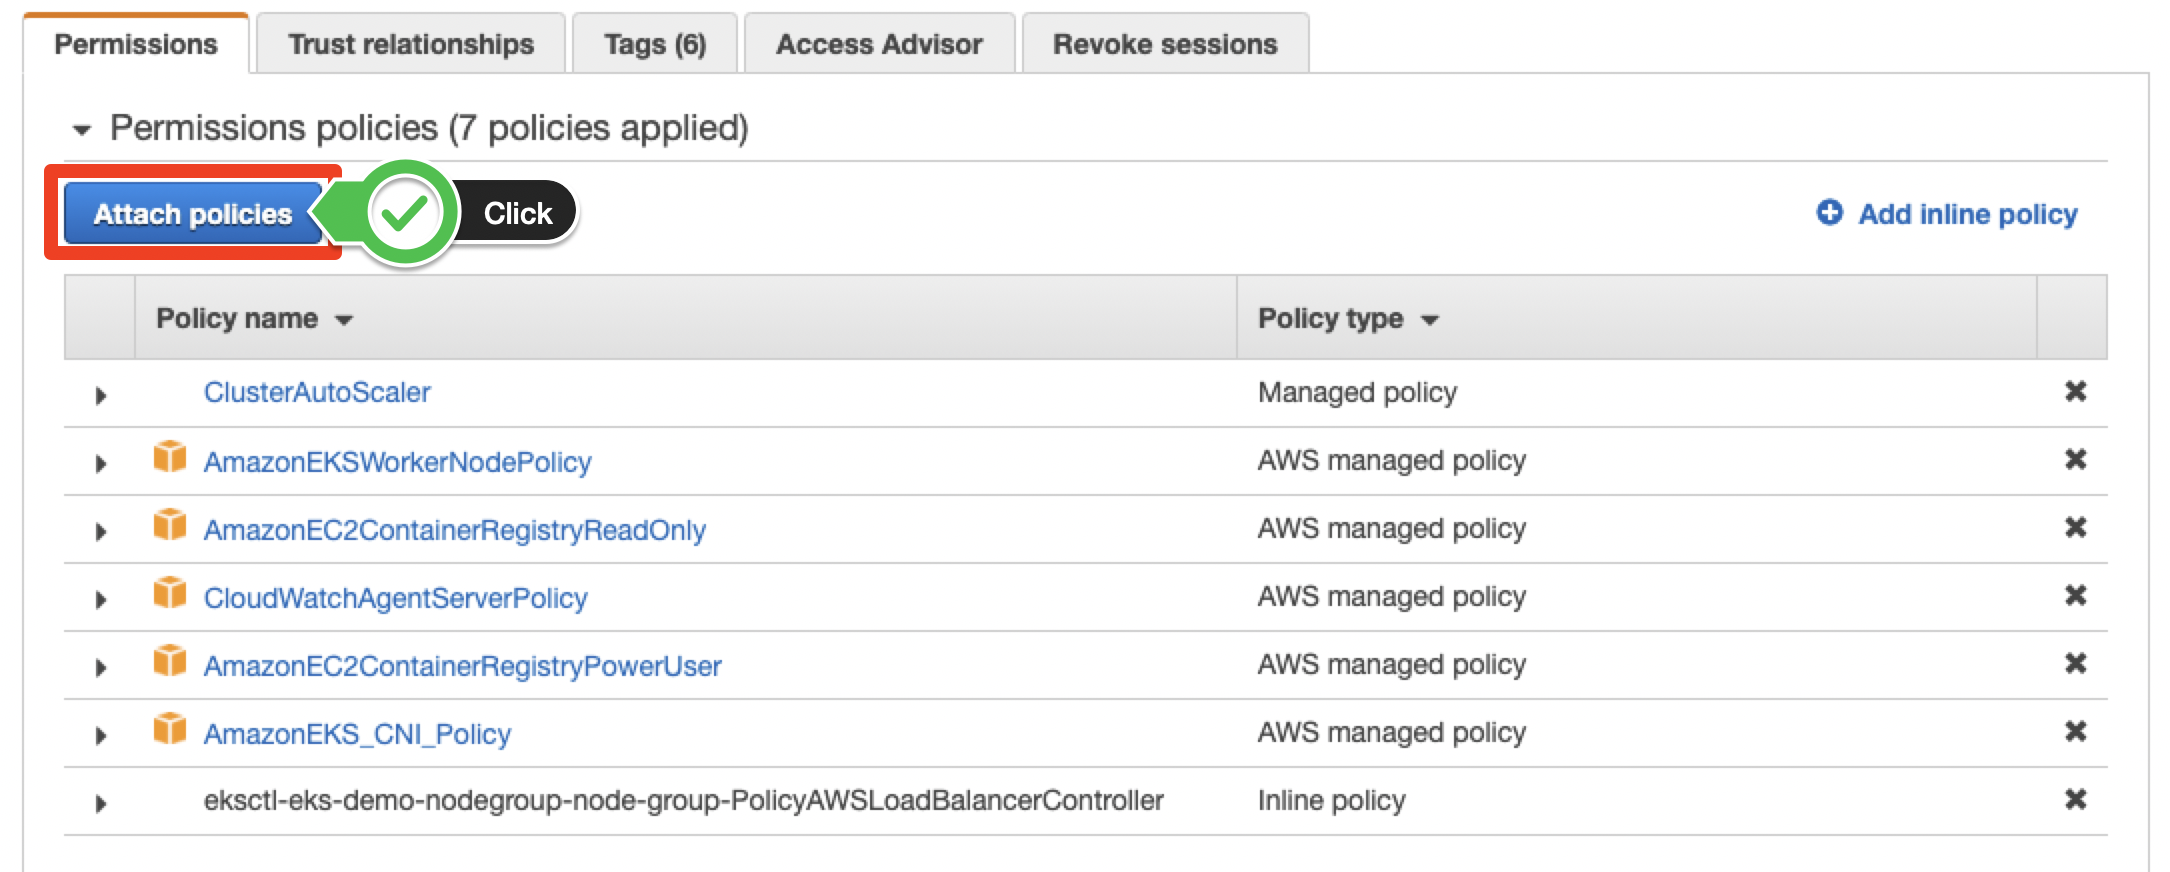 Permissions Trust relationships Tags (6) Access Advisor Revoke sessions
Permissions policies (7 policies applied)
Attach policies Click Add inline policy
Policy name Policy type
ClusterAutoScaler Managed policy
AmazonEKSWorkerNodePolicy AWS managed policy
AmazonEC2ContainerRegistryReadOnly AWS managed policy
CloudWatchAgentServerPolicy AWS managed policy
AmazonEC2ContainerRegistryPowerUser AWS managed policy
AmazonEKS_CNI_Policy AWS managed policy
eksctl-eks-demo-nodegroup-node-group-PolicyAWSLoadBalancerController Inline policy